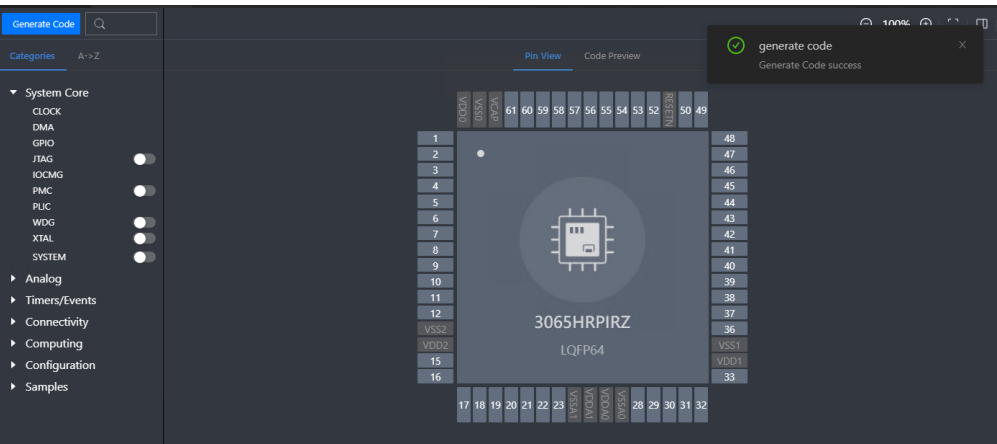 Generate Code
100%
Categories A->Z
Pin View Code Preview
generate code
Generate Code success
System Core
CLOCK
DMA
GPIO
JTAG
IOCMG
PMC
PLIC
WDG
XTAL
SYSTEM
Analog
Timers/Events
Connectivity
Computing
Configuration
Samples
VDD0 VSS0 VCAP 61 60 59 58 57 56 55 54 53 52 RESETN 50 49
1 48
2 47
3 46
4 45
5 44
6 43
7 42
8 41
9 40
10 39
11 38
12 37
VSS2 36
VDD2 VSS1
15 VDD1
16 33
3065HRPIRZ
LQFP64
17 18 19 20 21 22 23 VSSA1 VDDA1 VDDA0 VSSA0 28 29 30 31 32